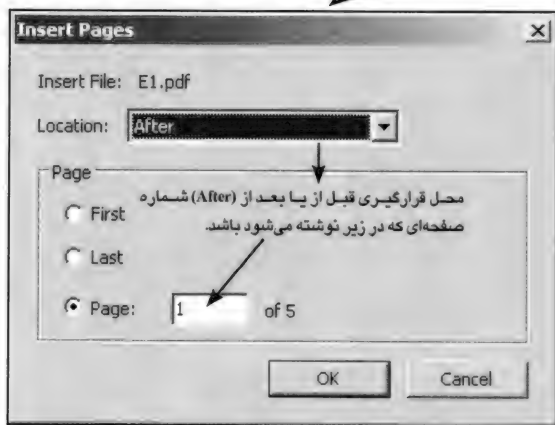 Insert Pages
Insert File: E1.pdf
Location: After
Page
محل قرارگیری قبل از یا بعد از (After) شماره
صفحه‌ای که در زیر نوشته می‌شود باشد.
First
Last
Page: 1 of 5
OK Cancel